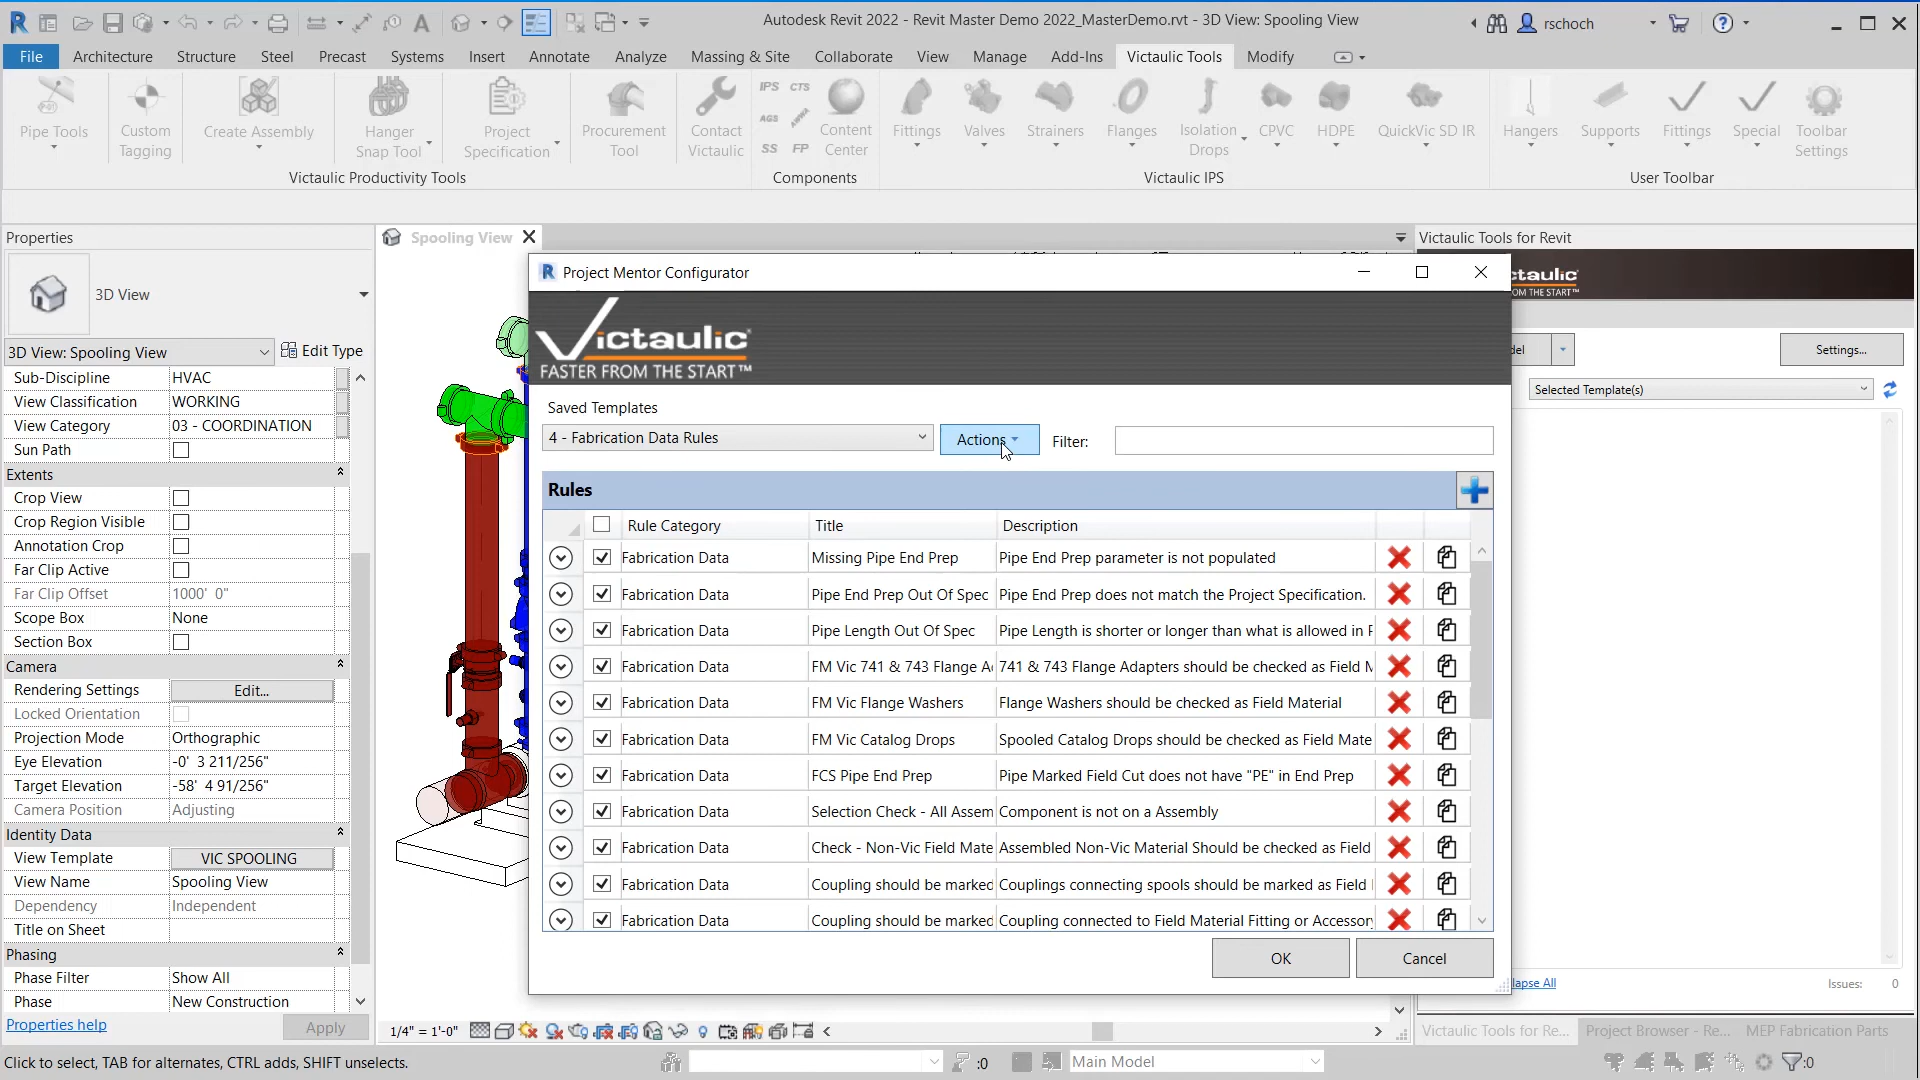 Autodesk Revit 2022 - Revit Master Demo 2022_MasterDemo.rvt - 3D View: Spooling View
rschoch
File Architecture Structure Steel Precast Systems Insert Annotate Analyze Massing & Site Collaborate View Manage Add-Ins Victaulic Tools Modify
Pipe Tools
Custom Tagging
Create Assembly
Hanger Snap Tool
Project Specification
Procurement Tool
Contact Victaulic
IPS CTS
AGS
SS FP
Content Center
Fittings
Valves
Strainers
Flanges
Isolation Drops
CPVC
HDPE
QuickVic SD IR
Hangers
Supports
Fittings
Special
Toolbar Settings
Victaulic Productivity Tools
Components
Victaulic IPS
User Toolbar
Properties
3D View
3D View: Spooling View
Edit Type
Sub-Discipline HVAC
View Classification WORKING
View Category 03 - COORDINATION
Sun Path
Extents
Crop View
Crop Region Visible
Annotation Crop
Far Clip Active
Far Clip Offset 1000' 0"
Scope Box None
Section Box
Camera
Rendering Settings Edit...
Locked Orientation
Projection Mode Orthographic
Eye Elevation -0' 3 211/256"
Target Elevation -58' 4 91/256"
Camera Position Adjusting
Identity Data
View Template VIC SPOOLING
View Name Spooling View
Dependency Independent
Title on Sheet
Phasing
Phase Filter Show All
Phase New Construction
Properties help
Apply
Spooling View
Project Mentor Configurator
Victaulic®
FASTER FROM THE START™
Saved Templates
4 - Fabrication Data Rules
Actions
Filter:
Rules
Rule Category Title Description
Fabrication Data Missing Pipe End Prep Pipe End Prep parameter is not populated
Fabrication Data Pipe End Prep Out Of Spec Pipe End Prep does not match the Project Specification.
Fabrication Data Pipe Length Out Of Spec Pipe Length is shorter or longer than what is allowed in
Fabrication Data FM Vic 741 & 743 Flange 741 & 743 Flange Adapters should be checked as Field
Fabrication Data FM Vic Flange Washers Flange Washers should be checked as Field Material
Fabrication Data FM Vic Catalog Drops Spooled Catalog Drops should be checked as Field Mate
Fabrication Data FCS Pipe End Prep Pipe Marked Field Cut does not have "PE" in End Prep
Fabrication Data Selection Check - All Assem Component is not on a Assembly
Fabrication Data Check - Non-Vic Field Mate Assembled Non-Vic Material Should be checked as Field
Fabrication Data Coupling should be marked Couplings connecting spools should be marked as Field
Fabrication Data Coupling should be marked Coupling connected to Field Material Fitting or Accessory
OK
Cancel
Victaulic Tools for Revit
ctaulic
OM THE START™
del
Settings...
Selected Template(s)
lapse All
Issues: 0
1/4" = 1'-0"
Victaulic Tools for Re...
Project Browser - Re...
MEP Fabrication Parts
Click to select, TAB for alternates, CTRL adds, SHIFT unselects.
:0
Main Model
:0